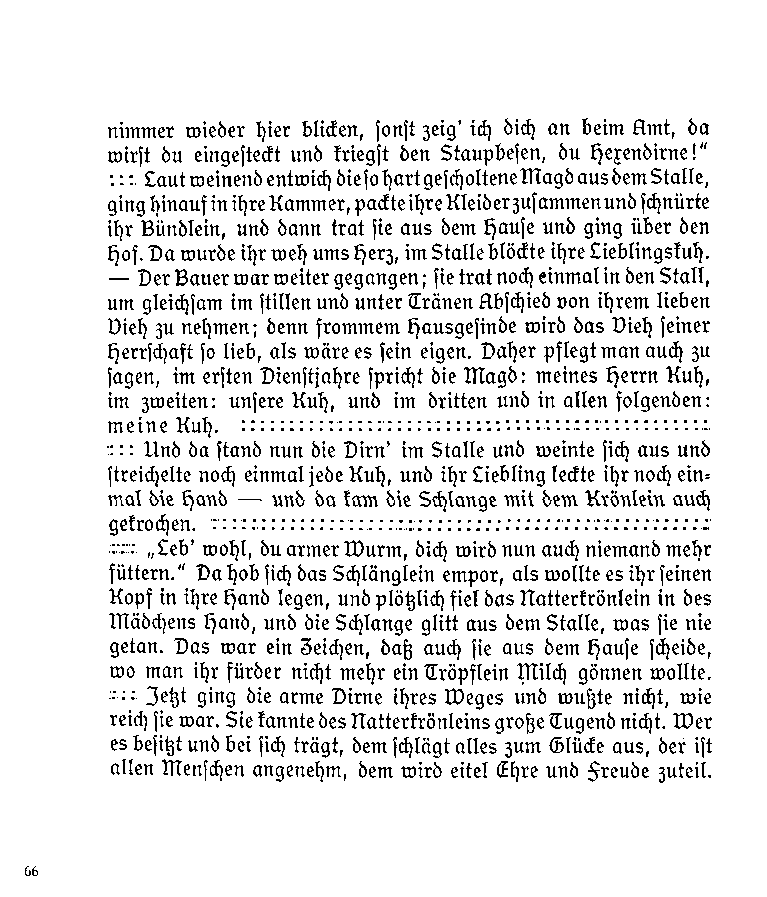 nimmer wieder hier blicken, sonst zeig' ich dich an beim Amt, da
wirst du eingesteckt und kriegst den Staupbesen, du Hexendirne!“
::: Laut weinend entwich die so hart gescholtene Magd aus dem Stalle,
ging hinauf in ihre Kammer, packte ihre Kleider zusammen und schnürte
ihr Bündlein, und dann trat sie aus dem Hause und ging über den
Hof. Da wurde ihr weh ums Herz, im Stalle blöckte ihre Lieblingskuh.
— Der Bauer war weiter gegangen; sie trat noch einmal in den Stall,
um gleichsam im stillen und unter Tränen Abschied von ihrem lieben
Vieh zu nehmen; denn frommem Hausgesinde wird das Vieh seiner
Herrschaft so lieb, als wäre es sein eigen. Daher pflegt man auch zu
sagen, im ersten Dienstjahre spricht die Magd: meines Herrn Kuh,
im zweiten: unsere Kuh, und im dritten und in allen folgenden:
meine Kuh. :::::::::::::::::::::::::::::::::::::::::::::
::: Und da stand nun die Dirn' im Stalle und weinte sich aus und
streichelte noch einmal jede Kuh, und ihr Liebling leckte ihr noch ein-
mal die Hand — und da kam die Schlange mit dem Krönlein auch
gekrochen. :::::::::::::::::::::::::::::::::::::::::::::
::: „Leb' wohl, du armer Wurm, dich wird nun auch niemand mehr
füttern.“ Da hob sich das Schlänglein empor, als wollte es ihr seinen
Kopf in ihre Hand legen, und plötzlich fiel das Natterkrönlein in des
Mädchens Hand, und die Schlange glitt aus dem Stalle, was sie nie
getan. Das war ein Zeichen, daß auch sie aus dem Hause scheide,
wo man ihr fürder nicht mehr ein Tröpflein Milch gönnen wollte.
::: Jetzt ging die arme Dirne ihres Weges und wußte nicht, wie
reich sie war. Sie kannte des Natterkrönleins große Tugend nicht. Wer
es besitzt und bei sich trägt, dem schlägt alles zum Glücke aus, der ist
allen Menschen angenehm, dem wird eitel Ehre und Freude zuteil.
66